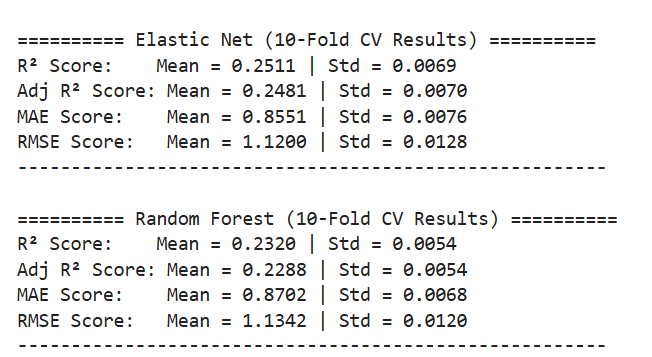 ========== Elastic Net (10-Fold CV Results) ==========
R² Score:    Mean = 0.2511 | Std = 0.0069
Adj R² Score: Mean = 0.2481 | Std = 0.0070
MAE Score:    Mean = 0.8551 | Std = 0.0076
RMSE Score:   Mean = 1.1200 | Std = 0.0128
-------------------------------------------------------
========== Random Forest (10-Fold CV Results) ==========
R² Score:    Mean = 0.2320 | Std = 0.0054
Adj R² Score: Mean = 0.2288 | Std = 0.0054
MAE Score:    Mean = 0.8702 | Std = 0.0068
RMSE Score:   Mean = 1.1342 | Std = 0.0120
-------------------------------------------------------